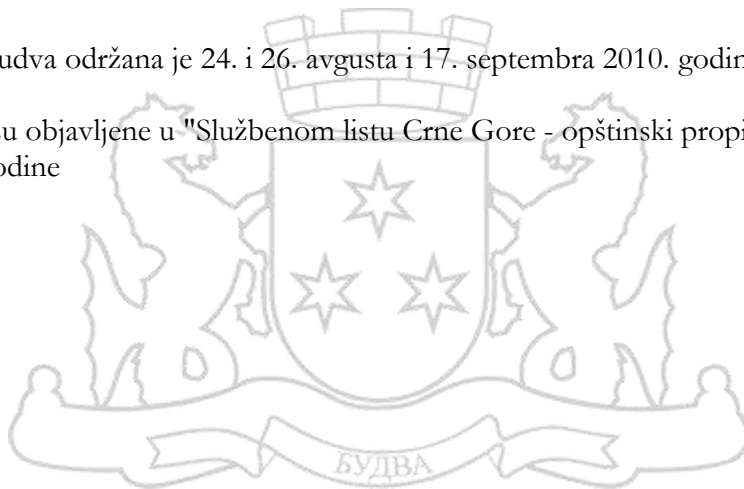 udva održana je 24. i 26. avgusta i 17. septembra 2010. godin
su objavljene u "Službenom listu Crne Gore - opštinski propi
odine
БУДВА